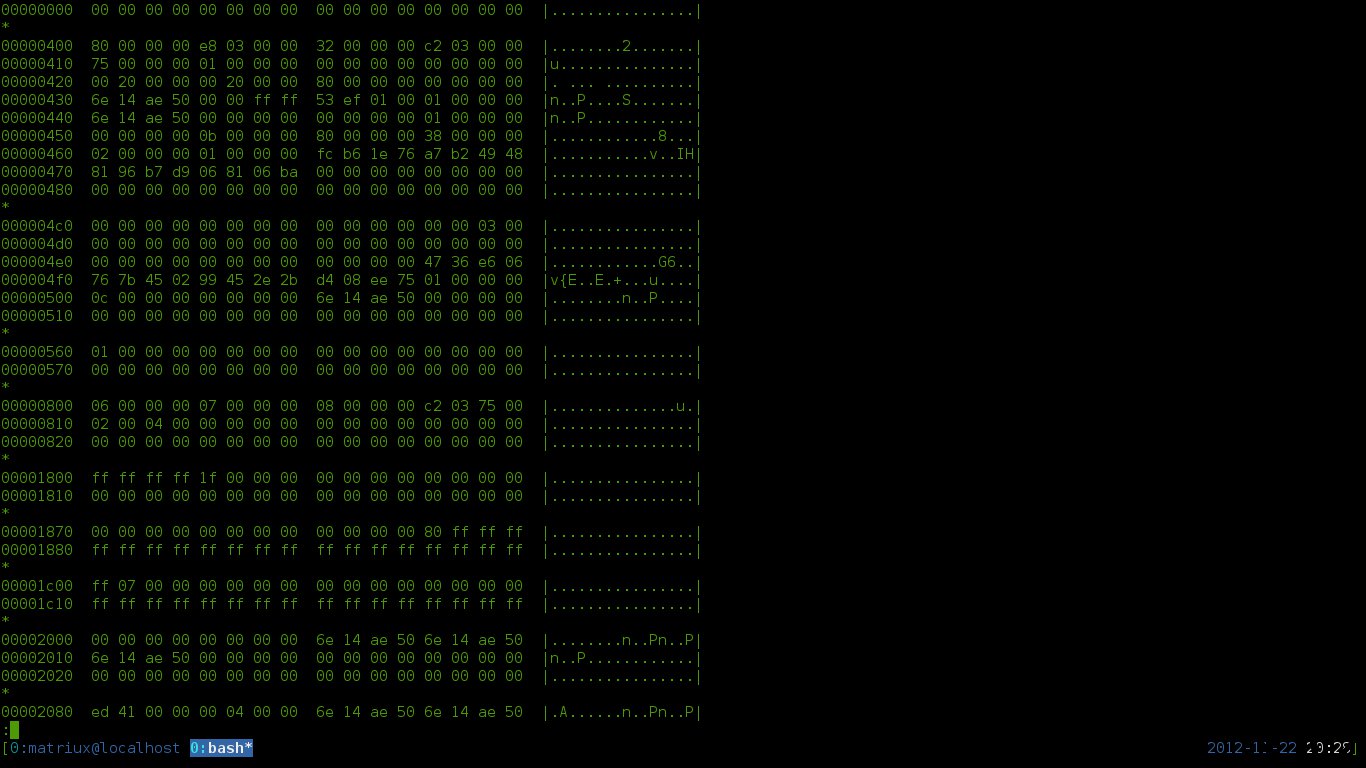 00000000  00 00 00 00 00 00 00 00  00 00 00 00 00 00 00 00  |................|
*
00000400  80 00 00 00 e8 03 00 00  32 00 00 00 c2 03 00 00  |........2.......|
00000410  75 00 00 00 01 00 00 00  00 00 00 00 00 00 00 00  |u...............|
00000420  00 20 00 00 00 20 00 00  80 00 00 00 00 00 00 00  |. ... ..........|
00000430  6e 14 ae 50 00 00 ff ff  53 ef 01 00 01 00 00 00  |n..P....S.......|
00000440  6e 14 ae 50 00 00 00 00  00 00 00 00 01 00 00 00  |n..P............|
00000450  00 00 00 00 0b 00 00 00  80 00 00 00 38 00 00 00  |............8...|
00000460  02 00 00 00 01 00 00 00  fc b6 1e 76 a7 b2 49 48  |...........v..IH|
00000470  81 96 b7 d9 06 81 06 ba  00 00 00 00 00 00 00 00  |................|
00000480  00 00 00 00 00 00 00 00  00 00 00 00 00 00 00 00  |................|
*
000004c0  00 00 00 00 00 00 00 00  00 00 00 00 00 00 03 00  |................|
000004d0  00 00 00 00 00 00 00 00  00 00 00 00 00 00 00 00  |................|
000004e0  00 00 00 00 00 00 00 00  00 00 00 00 47 36 e6 06  |............G6..|
000004f0  76 7b 45 02 99 45 2e 2b  d4 08 ee 75 01 00 00 00  |v{E..E.+...u....|
00000500  0c 00 00 00 00 00 00 00  6e 14 ae 50 00 00 00 00  |........n..P....|
00000510  00 00 00 00 00 00 00 00  00 00 00 00 00 00 00 00  |................|
*
00000560  01 00 00 00 00 00 00 00  00 00 00 00 00 00 00 00  |................|
00000570  00 00 00 00 00 00 00 00  00 00 00 00 00 00 00 00  |................|
*
00000800  06 00 00 00 07 00 00 00  08 00 00 00 c2 03 75 00  |..............u.|
00000810  02 00 04 00 00 00 00 00  00 00 00 00 00 00 00 00  |................|
00000820  00 00 00 00 00 00 00 00  00 00 00 00 00 00 00 00  |................|
*
00001800  ff ff ff ff 1f 00 00 00  00 00 00 00 00 00 00 00  |................|
00001810  00 00 00 00 00 00 00 00  00 00 00 00 00 00 00 00  |................|
*
00001870  00 00 00 00 00 00 00 00  00 00 00 00 80 ff ff ff  |................|
00001880  ff ff ff ff ff ff ff ff  ff ff ff ff ff ff ff ff  |................|
*
00001c00  ff 07 00 00 00 00 00 00  00 00 00 00 00 00 00 00  |................|
00001c10  ff ff ff ff ff ff ff ff  ff ff ff ff ff ff ff ff  |................|
*
00002000  00 00 00 00 00 00 00 00  6e 14 ae 50 6e 14 ae 50  |........n..Pn..P|
00002010  6e 14 ae 50 00 00 00 00  00 00 00 00 00 00 00 00  |n..P............|
00002020  00 00 00 00 00 00 00 00  00 00 00 00 00 00 00 00  |................|
*
00002080  ed 41 00 00 00 04 00 00  6e 14 ae 50 6e 14 ae 50  |.A......n..Pn..P|
:
[0:matriux@localhost 0:bash* 2012-11-22 20:29]